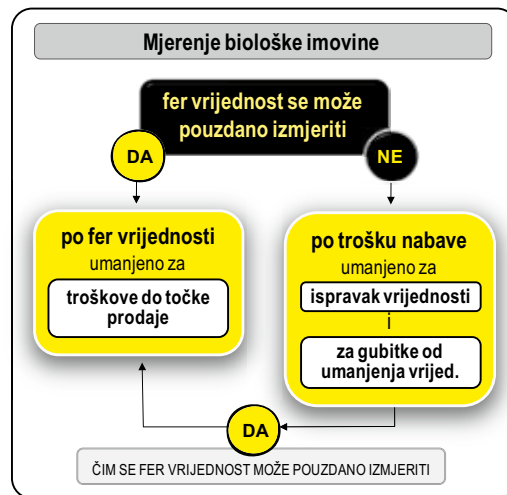 Mjerenje biološke imovine
fer vrijednost se može
pouzdano izmjeriti
DA
NE
po fer vrijednosti
umanjeno za
troškove do točke
prodaje
po trošku nabave
umanjeno za
ispravak vrijednosti
i
za gubitke od
umanjenja vrijed.
DA
ČIM SE FER VRIJEDNOST MOŽE POUZDANO IZMJERITI